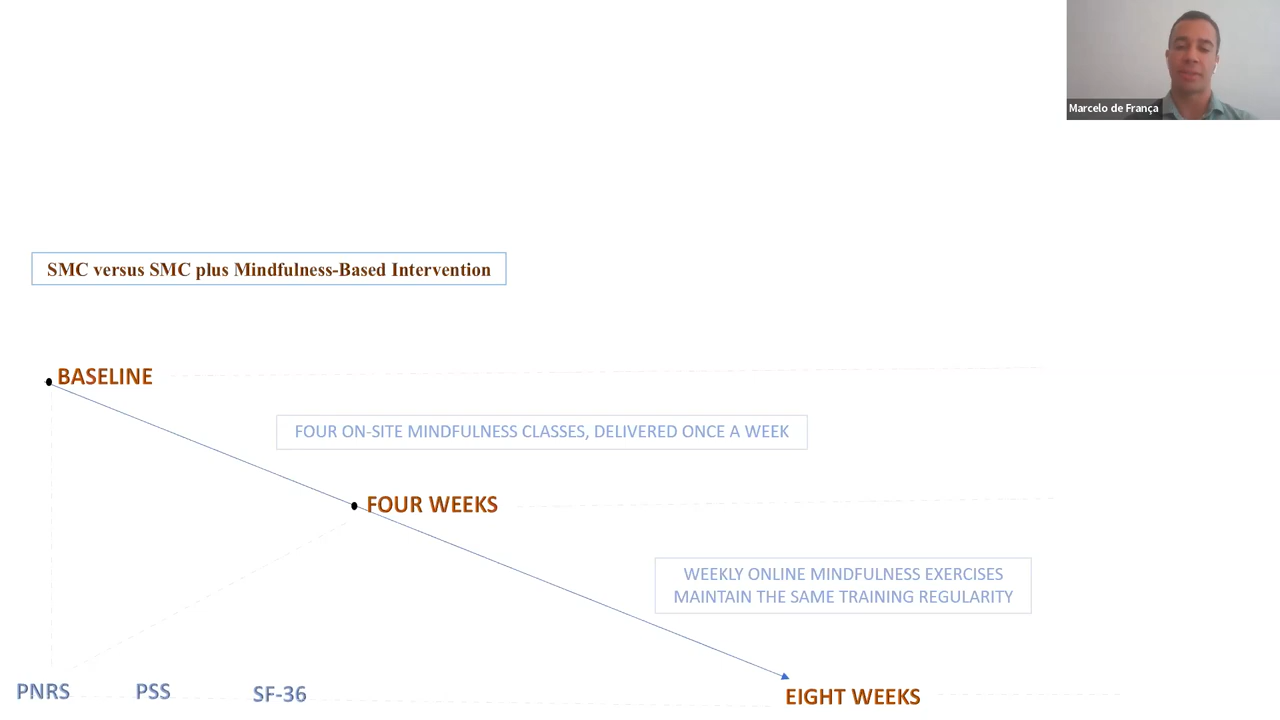 Marcelo de França
SMC versus SMC plus Mindfulness-Based Intervention
BASELINE
FOUR ON-SITE MINDFULNESS CLASSES, DELIVERED ONCE A WEEK
FOUR WEEKS
WEEKLY ONLINE MINDFULNESS EXERCISES
MAINTAIN THE SAME TRAINING REGULARITY
PNRS
PSS
SF-36
EIGHT WEEKS